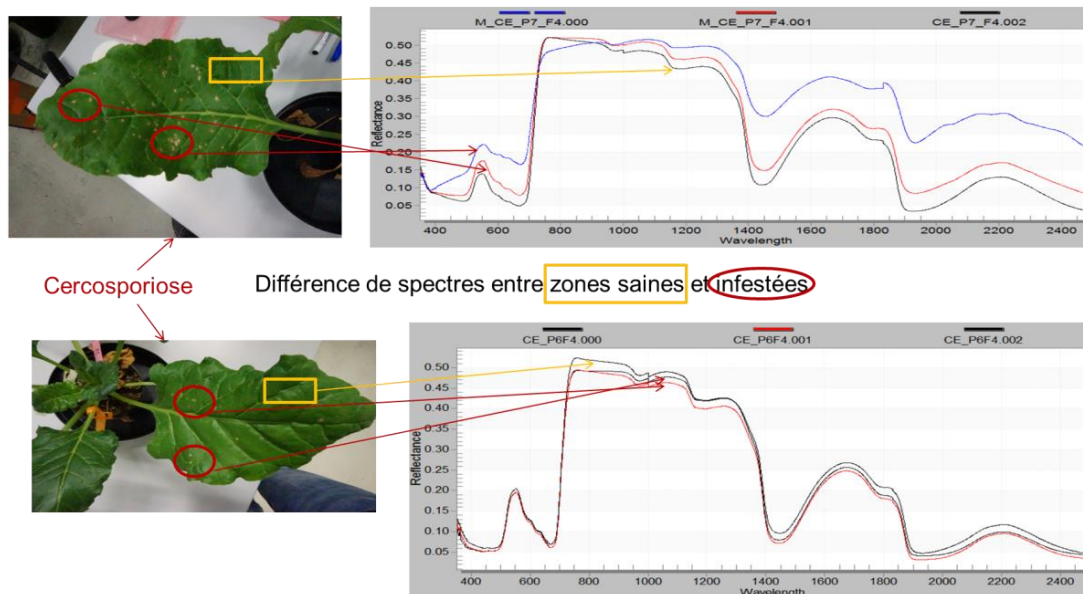 M_CE_P7_F4.000 M_CE_P7_F4.001 CE_P7_F4.002
0.50
0.45
0.40
0.35
0.30
0.25
0.20
0.15
0.10
0.05
Reflectance
400 600 800 1000 1200 1400 1600 1800 2000 2200 2400
Wavelength
Cercosporiose
Différence de spectres entre zones saines et infestées
CE_P6F4.000 CE_P6F4.001 CE_P6F4.002
0.50
0.45
0.40
0.35
0.30
0.25
0.20
0.15
0.10
0.05
Reflectance
400 600 800 1000 1200 1400 1600 1800 2000 2200 2400
Wavelength